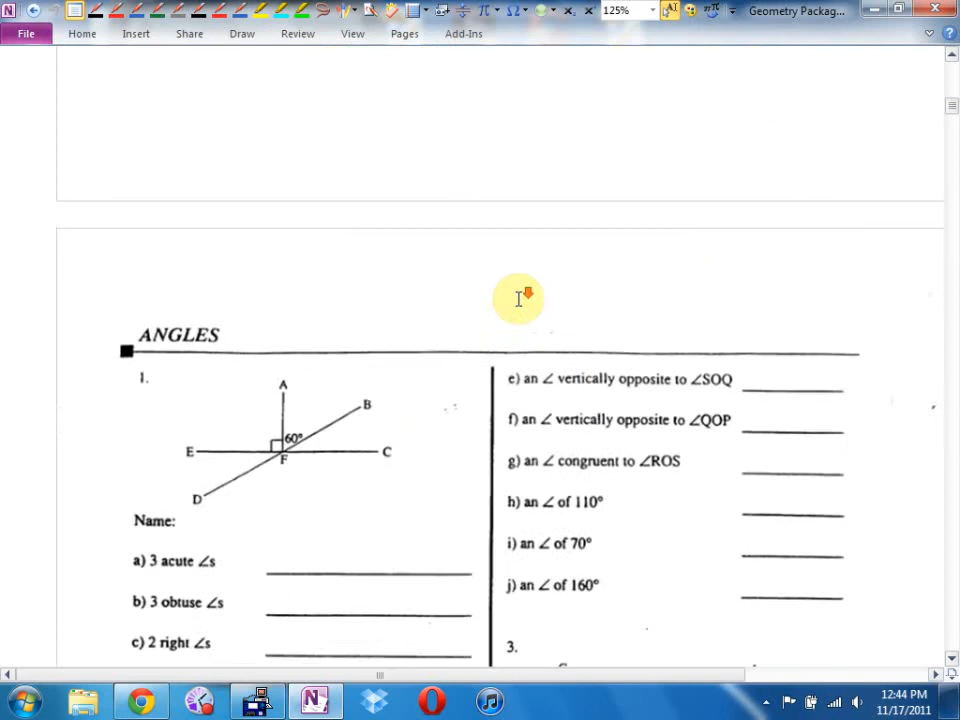 125%
Geometry Packag...
File Home Insert Share Draw Review View Pages Add-Ins
ANGLES
1.
A
B
60°
E
C
F
D
Name:
a) 3 acute ∠s
b) 3 obtuse ∠s
c) 2 right ∠s
e) an ∠ vertically opposite to ∠SOQ
f) an ∠ vertically opposite to ∠QOP
g) an ∠ congruent to ∠ROS
h) an ∠ of 110°
i) an ∠ of 70°
j) an ∠ of 160°
3.
12:44 PM
11/17/2011